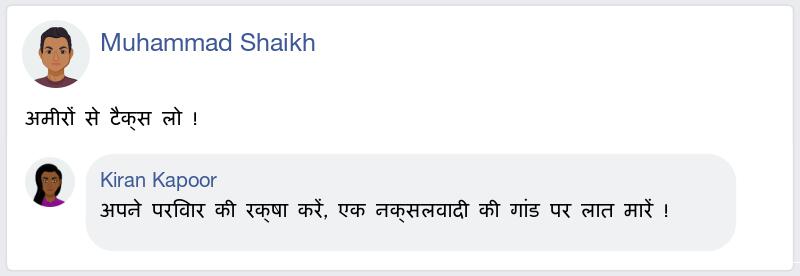 Muhammad Shaikh
अमीरों से टैक्स लो !
Kiran Kapoor
अपने परिवार की रक्षा करें, एक नक्सलवादी की गांड पर लात मारें !